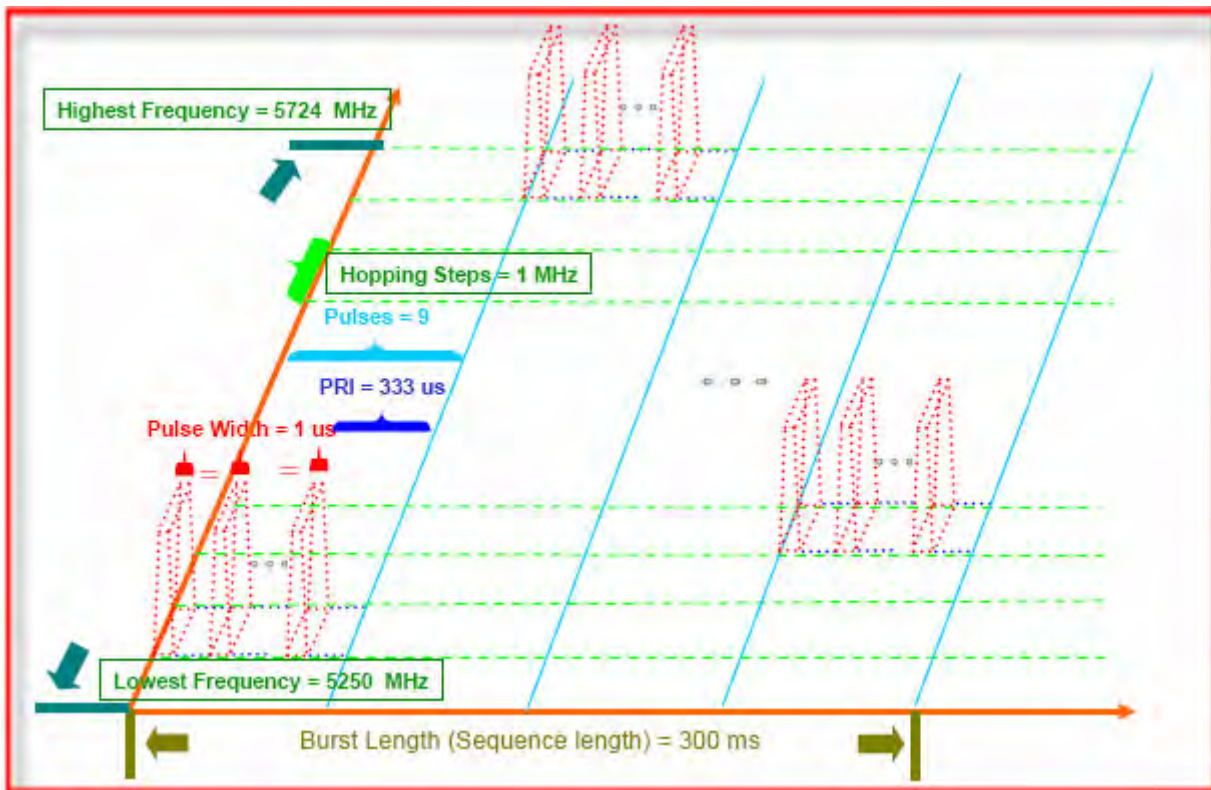 Highest Frequency = 5724 MHz
Hopping Steps = 1 MHz
Pulses = 9
PRI = 333 us
Pulse Width = 1 us
= =
Lowest Frequency = 5250 MHz
Burst Length (Sequence length) = 300 ms